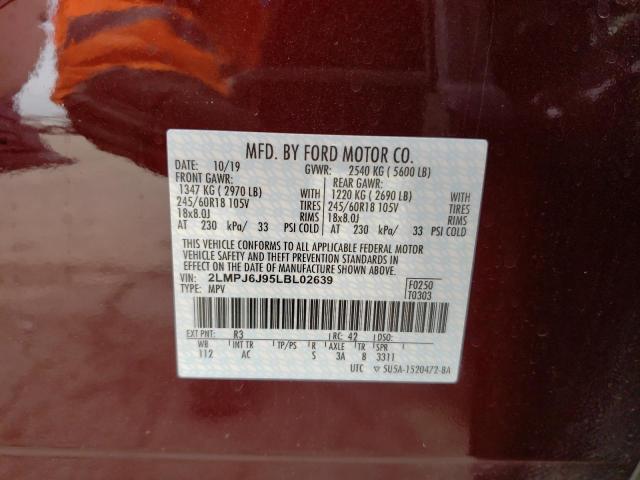 MFD. BY FORD MOTOR CO.
DATE: 10/19 GVWR: 2540 KG ( 5600 LB)
FRONT GAWR: REAR GAWR:
1347 KG ( 2970 LB) WITH 1220 KG ( 2690 LB) WITH
245/60R18 105V TIRES 245/60R18 105V TIRES
18x8.0J RIMS 18x8.0J RIMS
AT 230 kPa/ 33 PSI COLD AT 230 kPa/ 33 PSI COLD
THIS VEHICLE CONFORMS TO ALL APPLICABLE FEDERAL MOTOR
VEHICLE SAFETY AND THEFT PREVENTION STANDARDS IN
EFFECT ON THE DATE OF MANUFACTURE SHOWN ABOVE.
VIN: 2LMPJ6J95LBL02639 F0250
TYPE: MPV T0303
EXT PNT: R3 RC: 42 DSO:
WB INT TR TP/PS R AXLE TR SPR
112 AC S 3A 8 3311
UTC 5U5A-1520472-BA